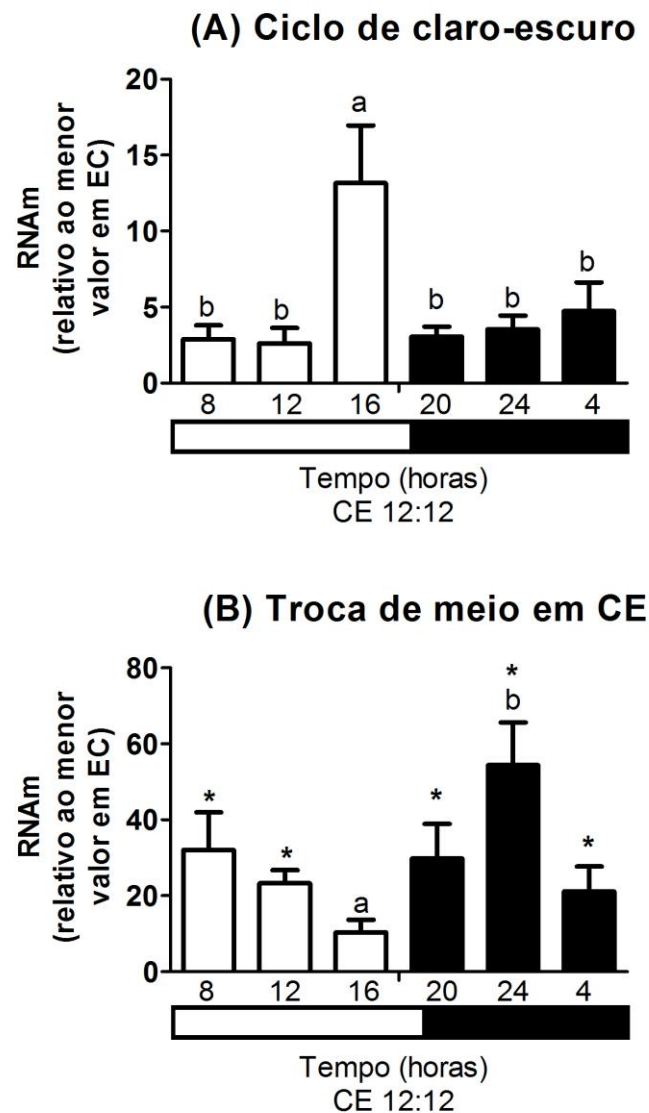 (A) Ciclo de claro-escuro
RNAm
(relativo ao menor
valor em EC)
20
15
10
5
0
a
b
b
b
b
b
8 12 16 20 24 4
Tempo (horas)
CE 12:12
(B) Troca de meio em CE
RNAm
(relativo ao menor
valor em EC)
80
60
40
20
0
*
b
*
*
*
*
a
8 12 16 20 24 4
Tempo (horas)
CE 12:12